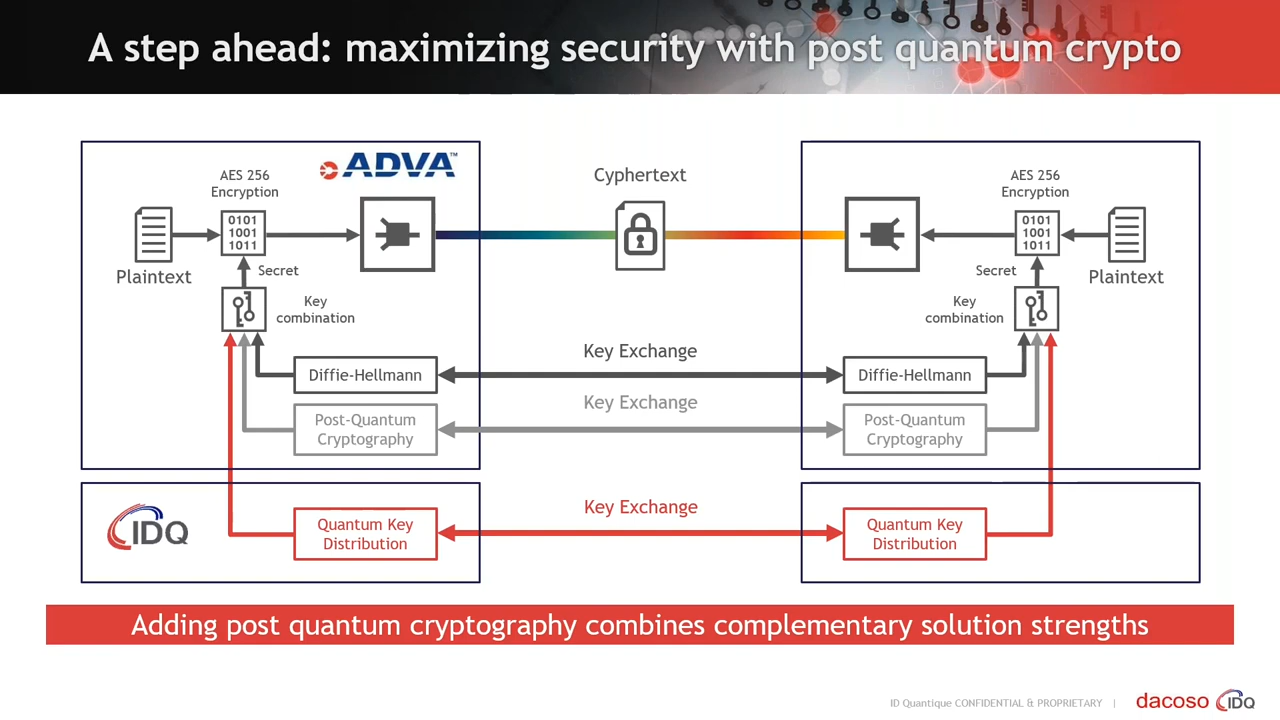 A step ahead: maximizing security with post quantum crypto
ADVA™
AES 256
Encryption
0101
1001
1011
Plaintext
Secret
Key
combination
Cyphertext
AES 256
Encryption
0101
1001
1011
Plaintext
Secret
Key
combination
Diffie-Hellmann
Key Exchange
Diffie-Hellmann
Post-Quantum
Cryptography
Key Exchange
Post-Quantum
Cryptography
IDQ
Quantum Key
Distribution
Key Exchange
Quantum Key
Distribution
Adding post quantum cryptography combines complementary solution strengths
ID Quantique CONFIDENTIAL & PROPRIETARY |
dacoso IDQ